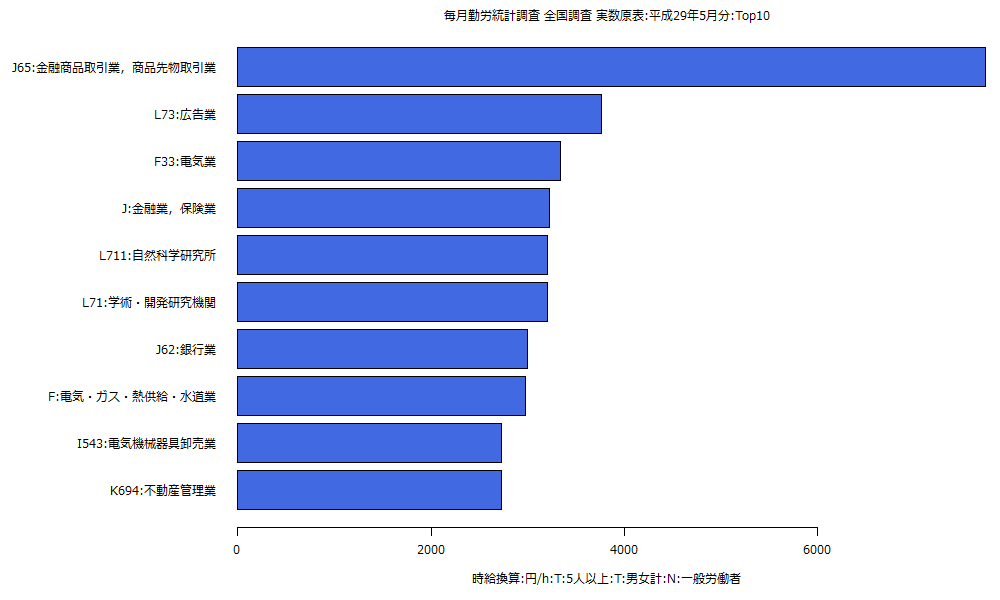 毎月勤労統計調査 全国調査 実数原表:平成29年5月分:Top10
J65:金融商品取引業，商品先物取引業
L73:広告業
F33:電気業
J:金融業，保険業
L711:自然科学研究所
L71:学術・開発研究機関
J62:銀行業
F:電気・ガス・熱供給・水道業
I543:電気機械器具卸売業
K694:不動産管理業
0 2000 4000 6000
時給換算:円/h:T:5人以上:T:男女計:N:一般労働者